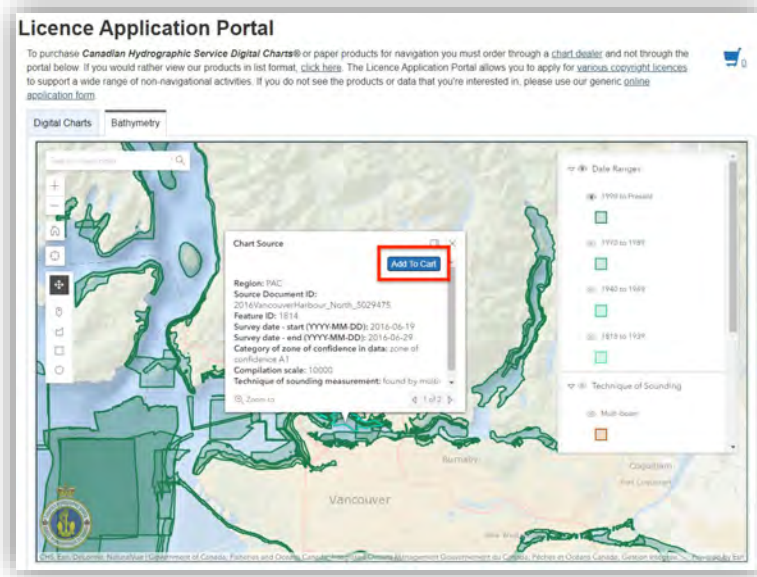 Licence Application Portal
To purchase Canadian Hydrographic Service Digital Charts® or paper products for navigation you must order through a chart dealer and not through the
portal below. If you would rather view our products in list format, click here. The Licence Application Portal allows you to apply for various copyright licences
to support a wide range of non-navigational activities. If you do not see the products or data that you're interested in, please use our generic online
application form.
0
Digital Charts
Bathymetry
Date Ranges
1990 to Present
1970 to 1989
1940 to 1969
1813 to 1939
Technique of Sounding
Multi-beam
Chart Source
Add To Cart
Region: PAC
Source Document ID:
2016VancouverHarbour_North_5029475
Feature ID: 1814
Survey date - start (YYYY-MM-DD): 2016-06-19
Survey date - end (YYYY-MM-DD): 2016-06-29
Category of zone of confidence in data: zone of
confidence A1
Compilation scale: 10000
Technique of sounding measurement: found by multi-
Zoom to
1 of 2
Burnaby
Coquitlam
Port Coquitlam
Vancouver